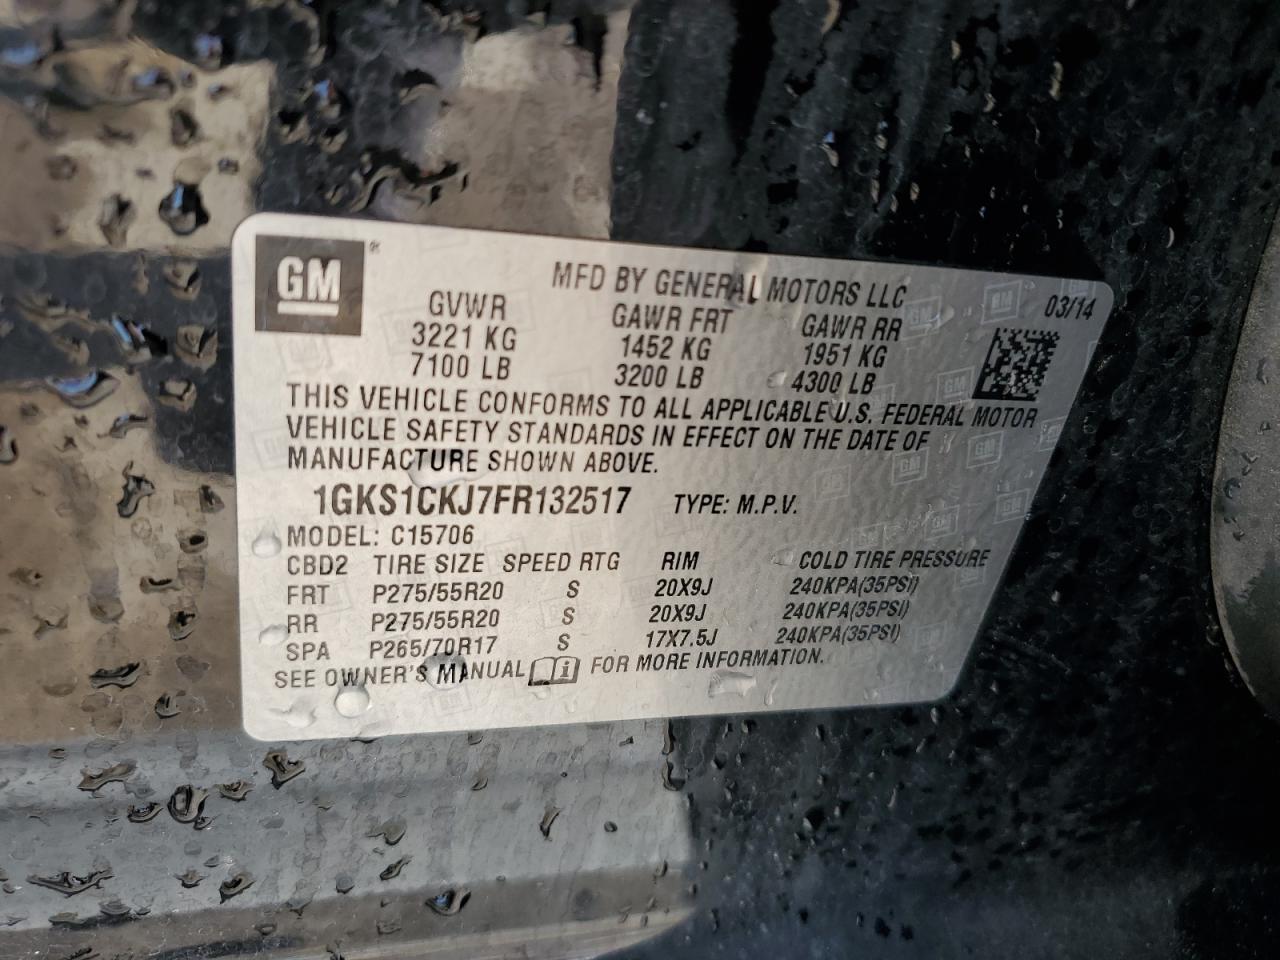 GM
MFD BY GENERAL MOTORS LLC
03/14
GVWR GAWR FRT GAWR RR
3221 KG 1452 KG 1951 KG
7100 LB 3200 LB 4300 LB
THIS VEHICLE CONFORMS TO ALL APPLICABLE U.S. FEDERAL MOTOR
VEHICLE SAFETY STANDARDS IN EFFECT ON THE DATE OF
MANUFACTURE SHOWN ABOVE.
1GKS1CKJ7FR132517 TYPE: M.P.V.
MODEL: C15706
CBD2 TIRE SIZE SPEED RTG RIM COLD TIRE PRESSURE
FRT P275/55R20 S 20X9J 240KPA(35PSI)
RR P275/55R20 S 20X9J 240KPA(35PSI)
SPA P265/70R17 S 17X7.5J 240KPA(35PSI)
SEE OWNER'S MANUAL FOR MORE INFORMATION.